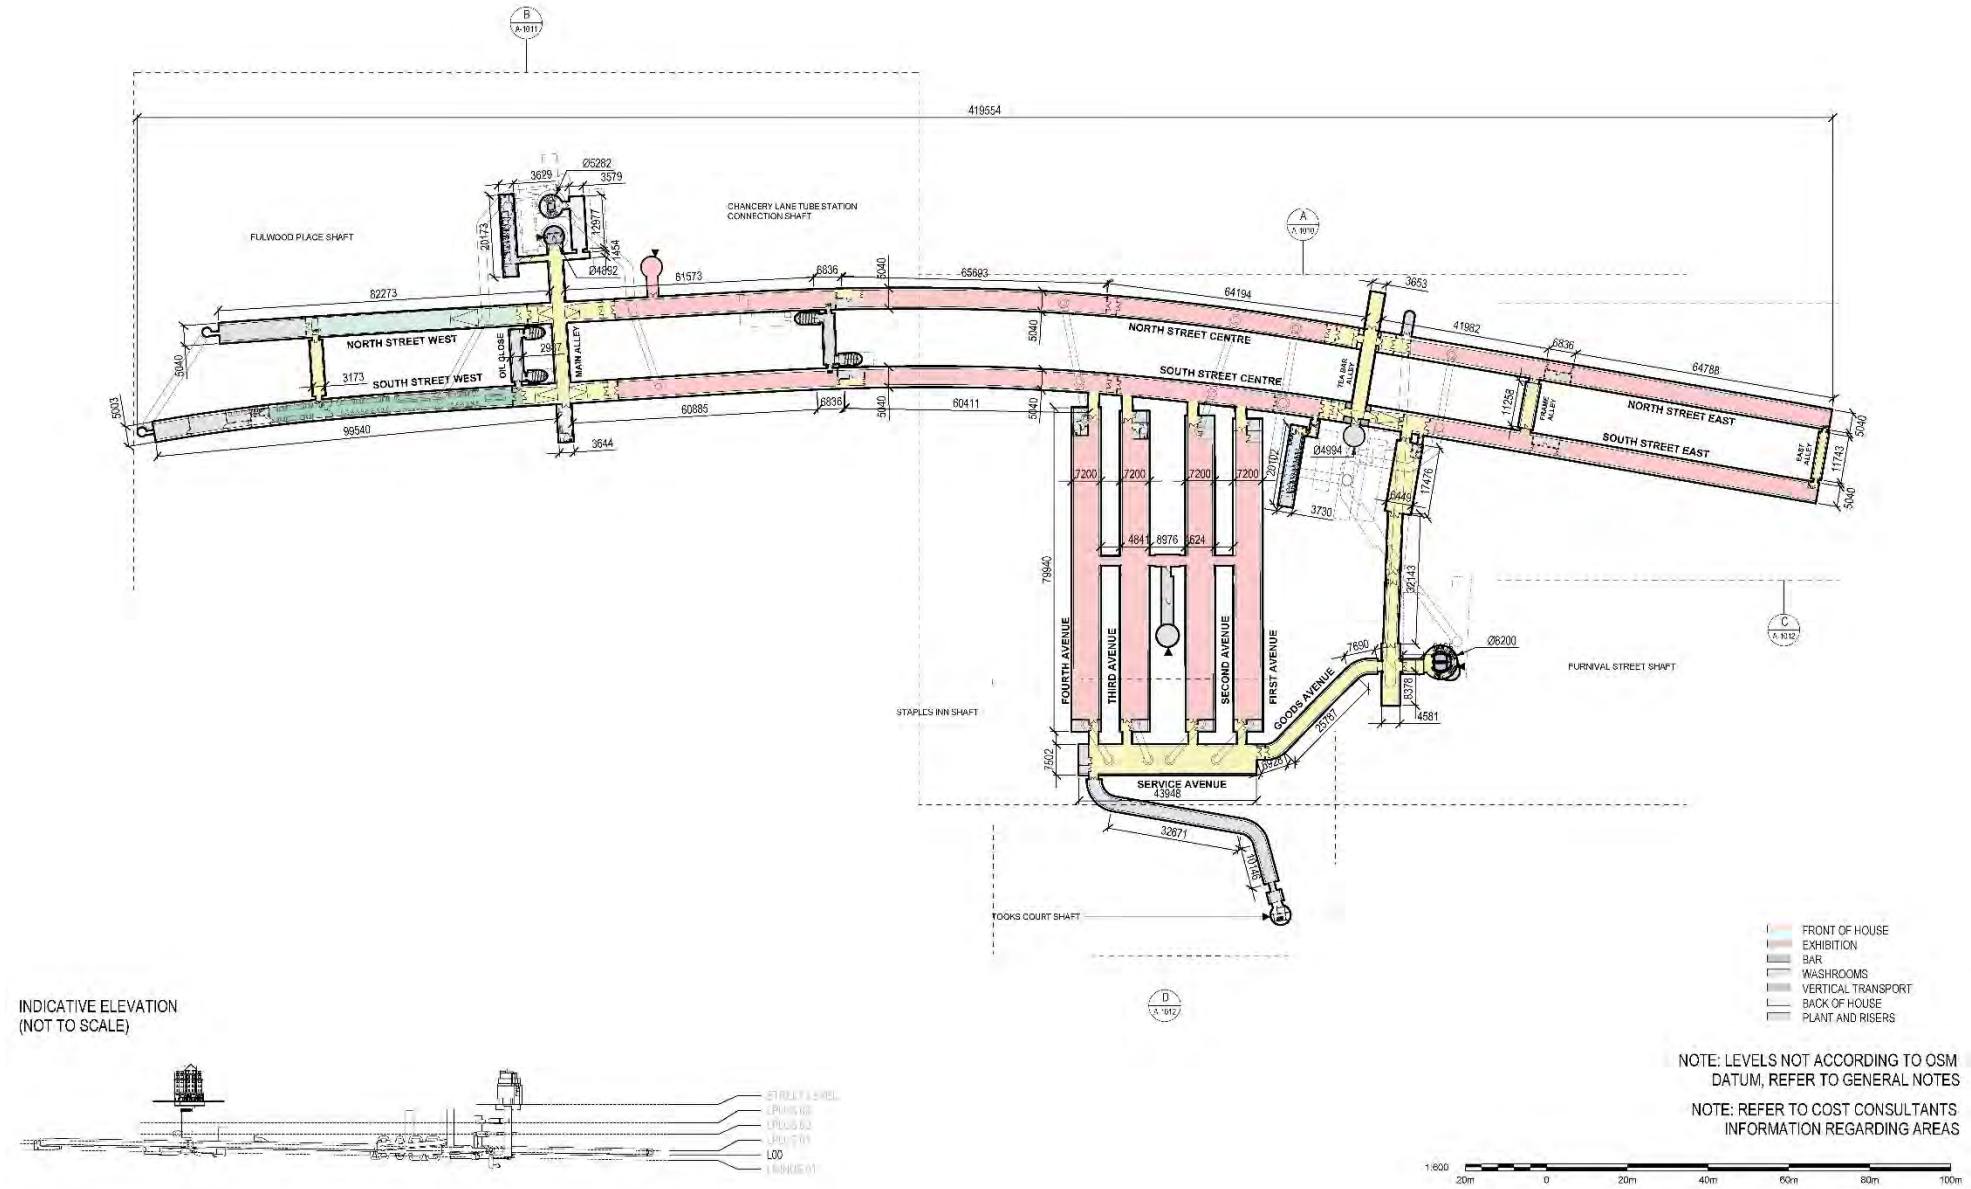 B
A-1011
419554
Ø5282
3629
3579
CHANCERY LANE TUBE STATION
CONNECTION SHAFT
A
A-1010
FULWOOD PLACE SHAFT
20173
12977
1454
Ø4892
61573
6836
5040
65693
82273
64194
3653
41982
6836
64788
NORTH STREET WEST
OIL CLOSE
MAIN ALLEY
5040
NORTH STREET CENTRE
SOUTH STREET CENTRE
TEA BAR
ALLEY
5040
3173
SOUTH STREET WEST
11258
FRAME
ALLEY
NORTH STREET EAST
5003
99540
60885
6836
5040
60411
5040
5040
3644
SOUTH STREET EAST
EAST
ALLEY
11743
5040
Ø4994
20102
7200
7200
7200
7200
17476
6449
3730
4841
8976
79940
32143
C
A-1012
FOURTH AVENUE
THIRD AVENUE
SECOND AVENUE
FIRST AVENUE
GOODS AVENUE
7690
Ø6200
FURNIVAL STREET SHAFT
8378
25787
4581
STAPLES INN SHAFT
7502
SERVICE AVENUE
43948
32671
10146
TOOKS COURT SHAFT
D
A-1012
FRONT OF HOUSE
EXHIBITION
BAR
WASHROOMS
VERTICAL TRANSPORT
BACK OF HOUSE
PLANT AND RISERS
INDICATIVE ELEVATION
(NOT TO SCALE)
STREET LEVEL
L00
NOTE: LEVELS NOT ACCORDING TO OSM
DATUM, REFER TO GENERAL NOTES
NOTE: REFER TO COST CONSULTANTS
INFORMATION REGARDING AREAS
1:600
20m 0 20m 40m 60m 80m 100m